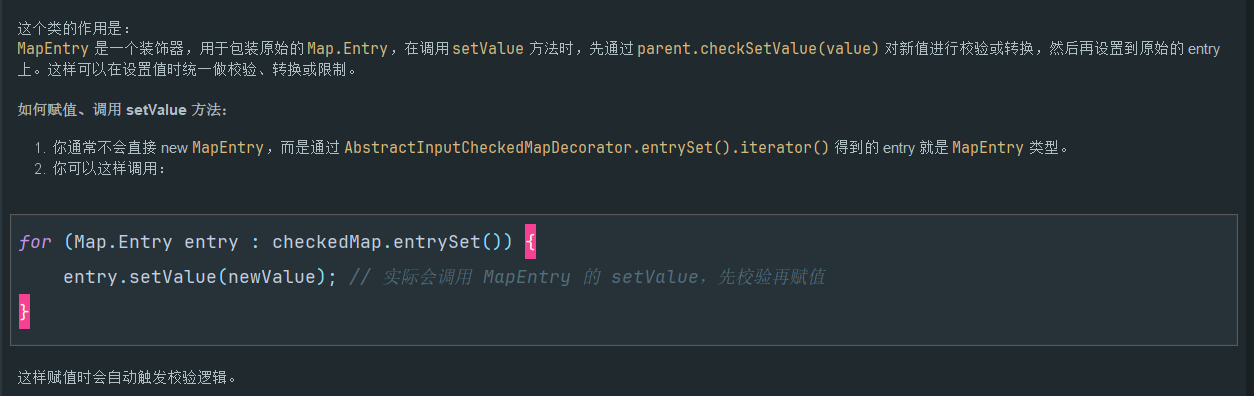 这个类的作用是：
MapEntry 是一个装饰器，用于包装原始的 Map.Entry，在调用 setValue 方法时，先通过 parent.checkSetValue(value) 对新值进行校验或转换，然后再设置到原始的 entry
上。这样可以在设置值时统一做校验、转换或限制。
如何赋值、调用 setValue 方法：
1. 你通常不会直接 new MapEntry，而是通过 AbstractInputCheckedMapDecorator.entrySet().iterator() 得到的 entry 就是 MapEntry 类型。
2. 你可以这样调用：
for (Map.Entry entry : checkedMap.entrySet()) {
    entry.setValue(newValue); // 实际会调用 MapEntry 的 setValue，先校验再赋值
}
这样赋值时会自动触发校验逻辑。